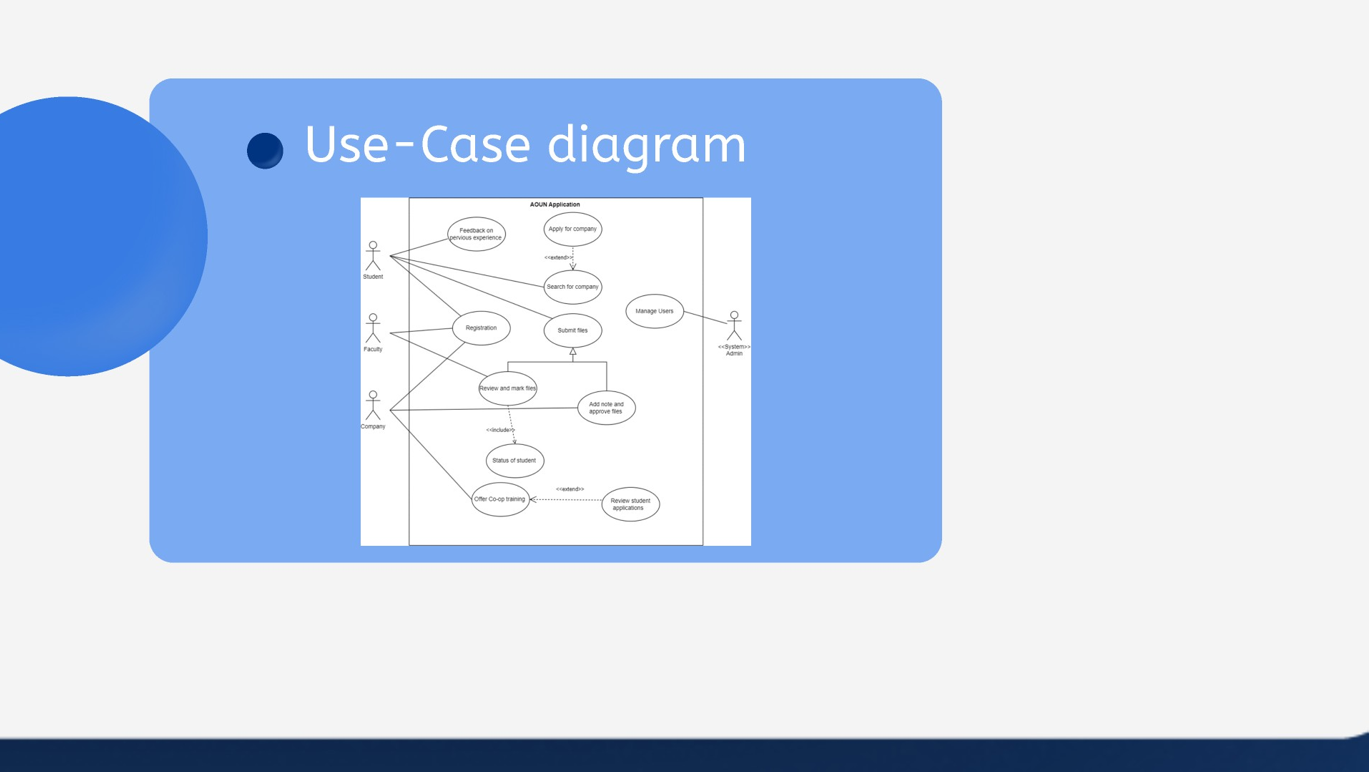 Use-Case diagram
AOUN Application
Feedback on
pervious experience
Apply for company
<<extend>>
Student
Search for company
Manage Users
Registration
Submit files
Faculty
<<System>>
Admin
Review and mark files
Add note and
approve files
Company
<<include>>
Status of student
Offer Co-op training
<<extend>>
Review student
applications